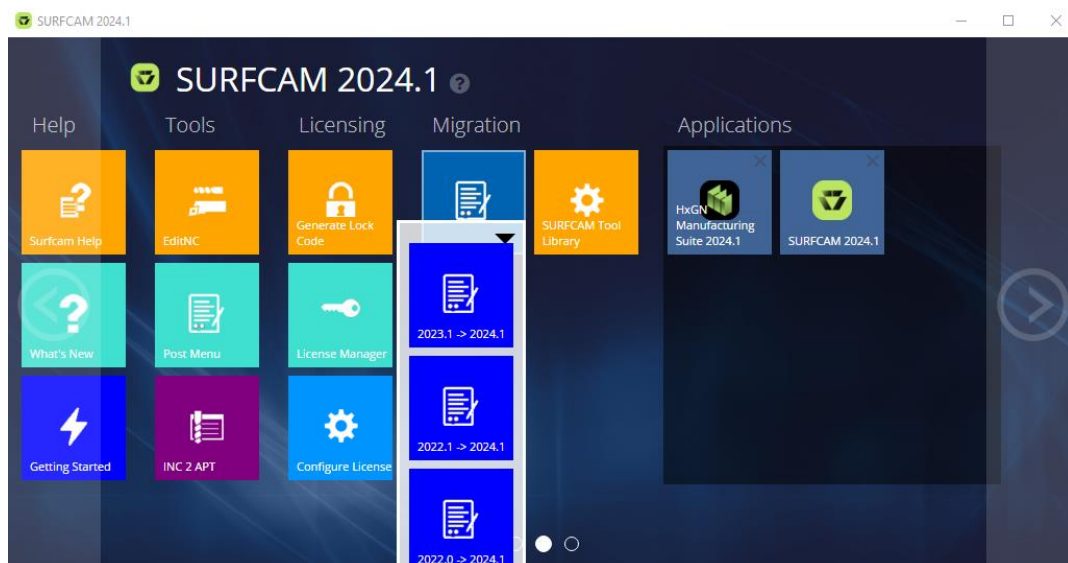 SURFCAM 2024.1
SURFCAM 2024.1 ?
Help
Tools
Licensing
Migration
Applications
Surfcam Help
EditNC
Generate Lock
Code
SURFCAM Tool
Library
HxGN
Manufacturing
Suite 2024.1
SURFCAM 2024.1
What's New
Post Menu
License Manager
2023.1 -> 2024.1
Getting Started
INC 2 APT
Configure License
2022.1 -> 2024.1
2022.0 -> 2024.1